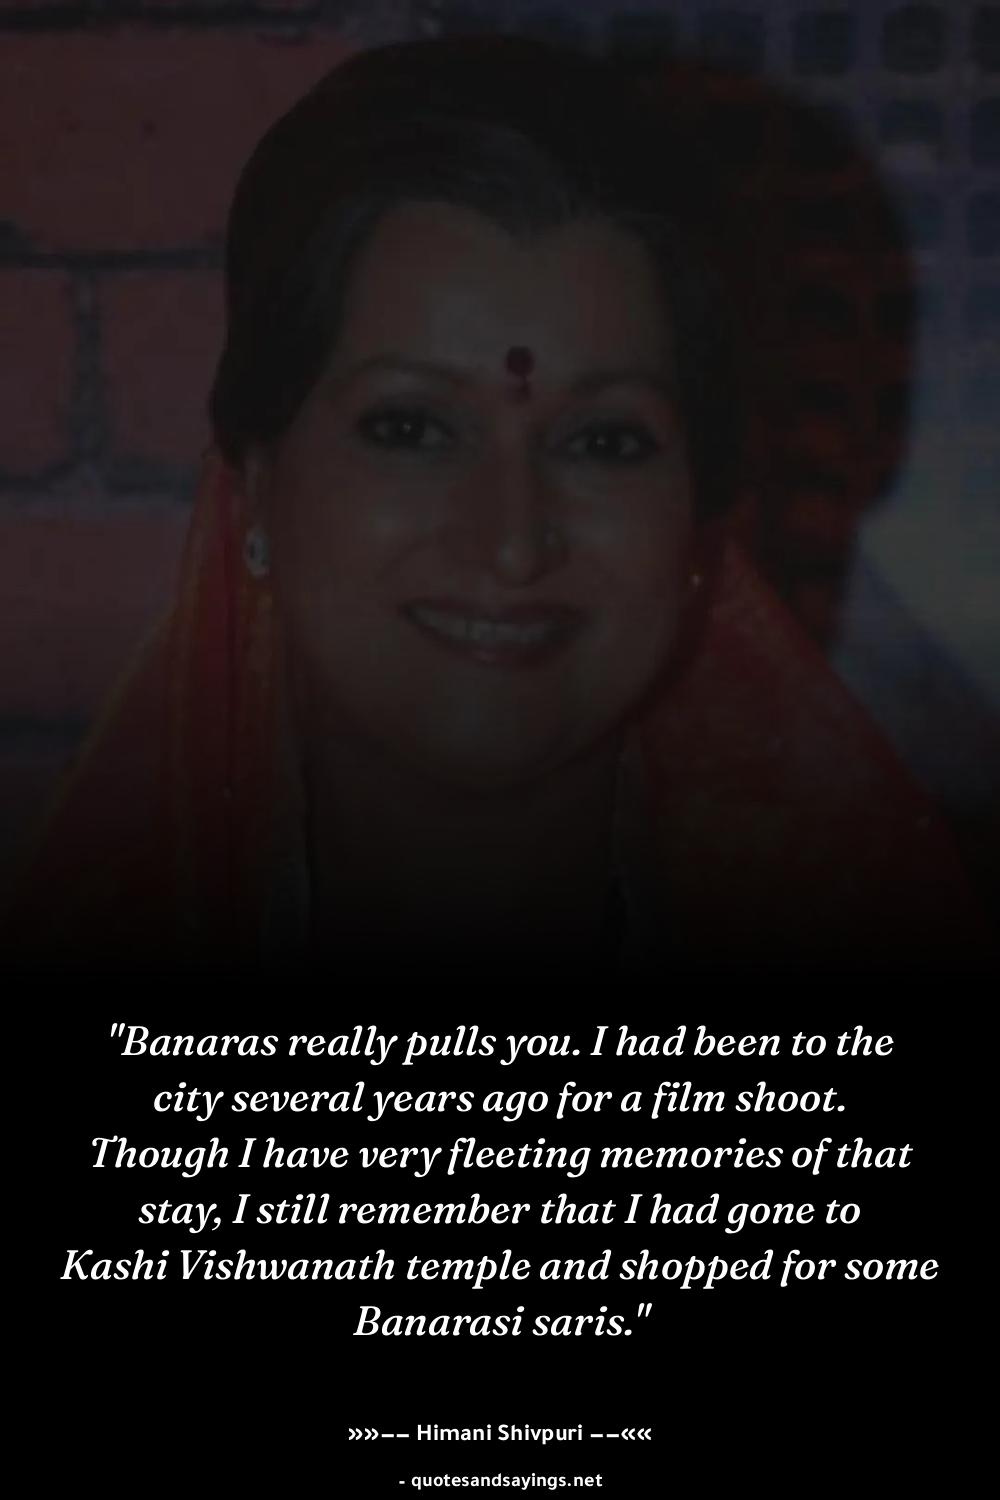 "Banaras really pulls you. I had been to the
city several years ago for a film shoot.
Though I have very fleeting memories of that
stay, I still remember that I had gone to
Kashi Vishwanath temple and shopped for some
Banarasi saris."
»»−− Himani Shivpuri −−««
- quotesandsayings.net